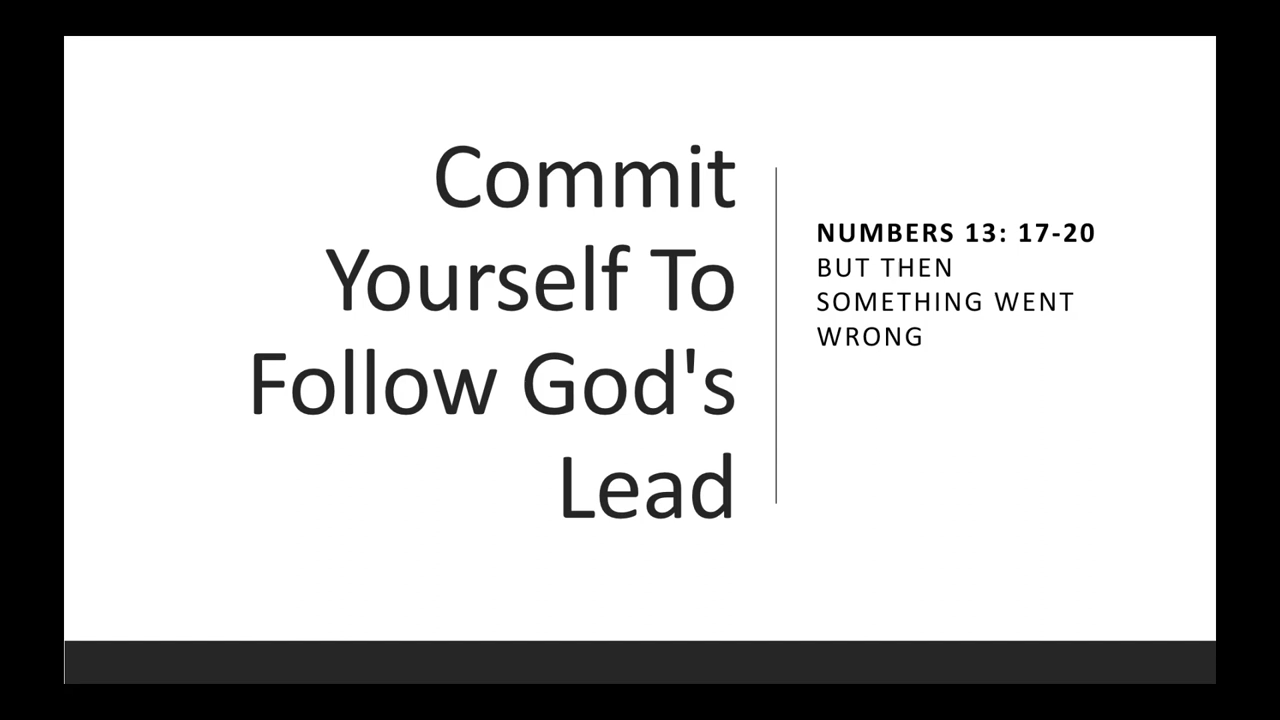 Commit
Yourself To
Follow God's
Lead
NUMBERS 13: 17-20
BUT THEN
SOMETHING WENT
WRONG